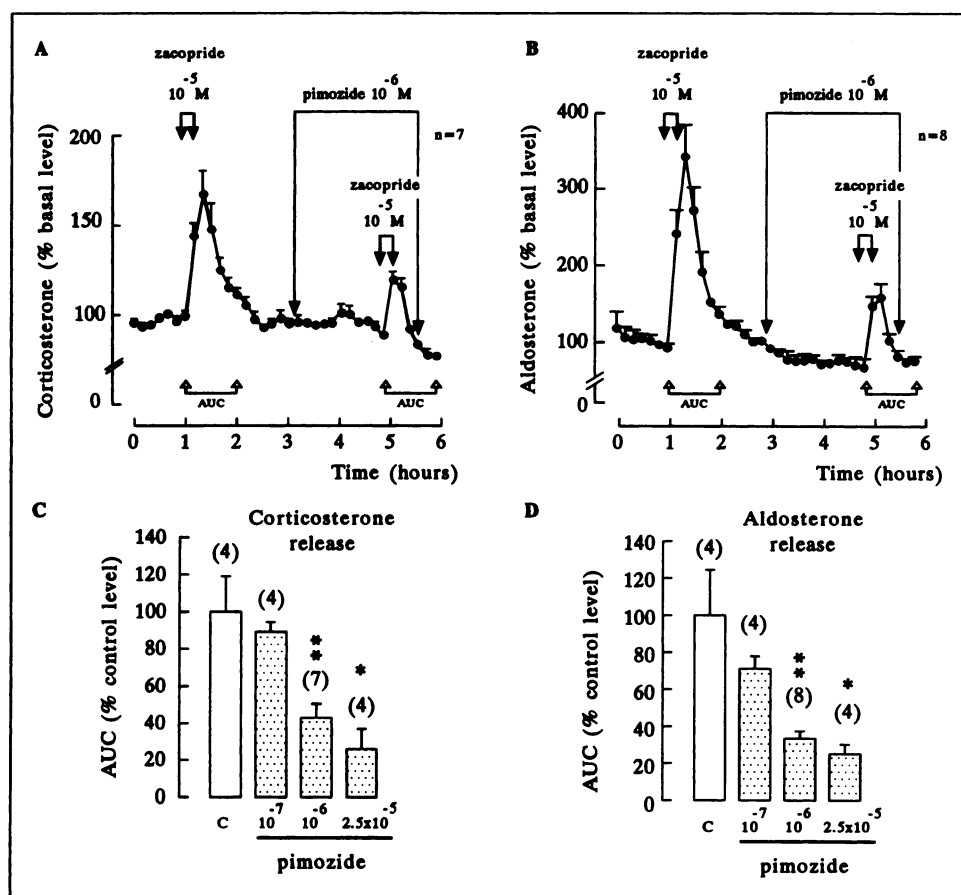 A
zacopride
10⁻⁵ M
pimozide 10⁻⁶ M
n=7
zacopride
10⁻⁵ M
Corticosterone (% basal level)
200
150
100
0
AUC
AUC
0 1 2 3 4 5 6
Time (hours)
B
zacopride
10⁻⁵ M
pimozide 10⁻⁶ M
n=8
zacopride
10⁻⁵ M
Aldosterone (% basal level)
400
300
200
100
0
AUC
AUC
0 1 2 3 4 5 6
Time (hours)
C
Corticosterone
release
AUC (% control level)
140
120
100
80
60
40
20
0
(4)
(4)
**
(7)
*
(4)
C 10⁻⁷ 10⁻⁶ 2.5x10⁻⁵
pimozide
D
Aldosterone
release
AUC (% control level)
140
120
100
80
60
40
20
0
(4)
(4)
**
(8)
*
(4)
C 10⁻⁷ 10⁻⁶ 2.5x10⁻⁵
pimozide